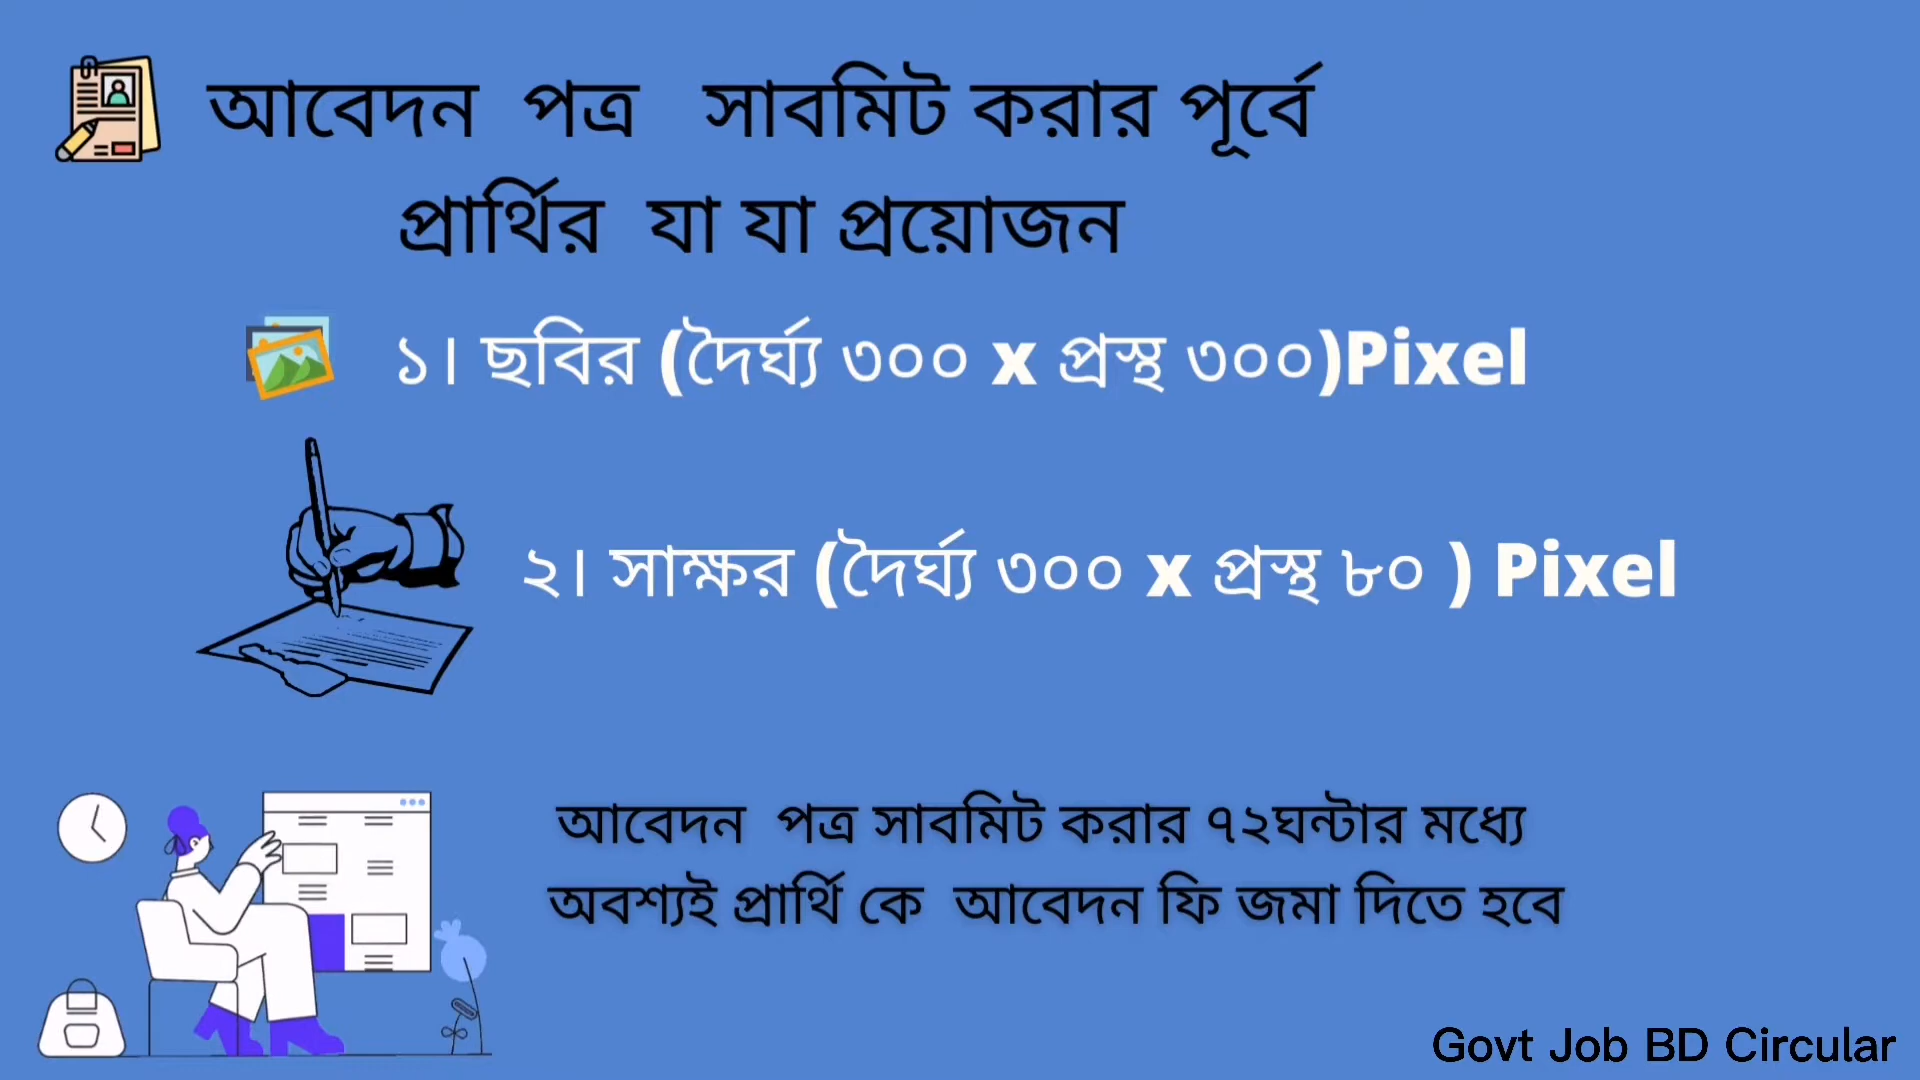 আবেদন পত্র সাবমিট করার পূর্বে
প্রার্থির যা যা প্রয়োজন
১। ছবির (দৈর্ঘ্য ৩০০ x প্রস্থ ৩০০)Pixel
২। সাক্ষর (দৈর্ঘ্য ৩০০ x প্রস্থ ৮০ ) Pixel
আবেদন পত্র সাবমিট করার ৭২ঘন্টার মধ্যে
অবশ্যই প্রার্থি কে আবেদন ফি জমা দিতে হবে
Govt Job BD Circular